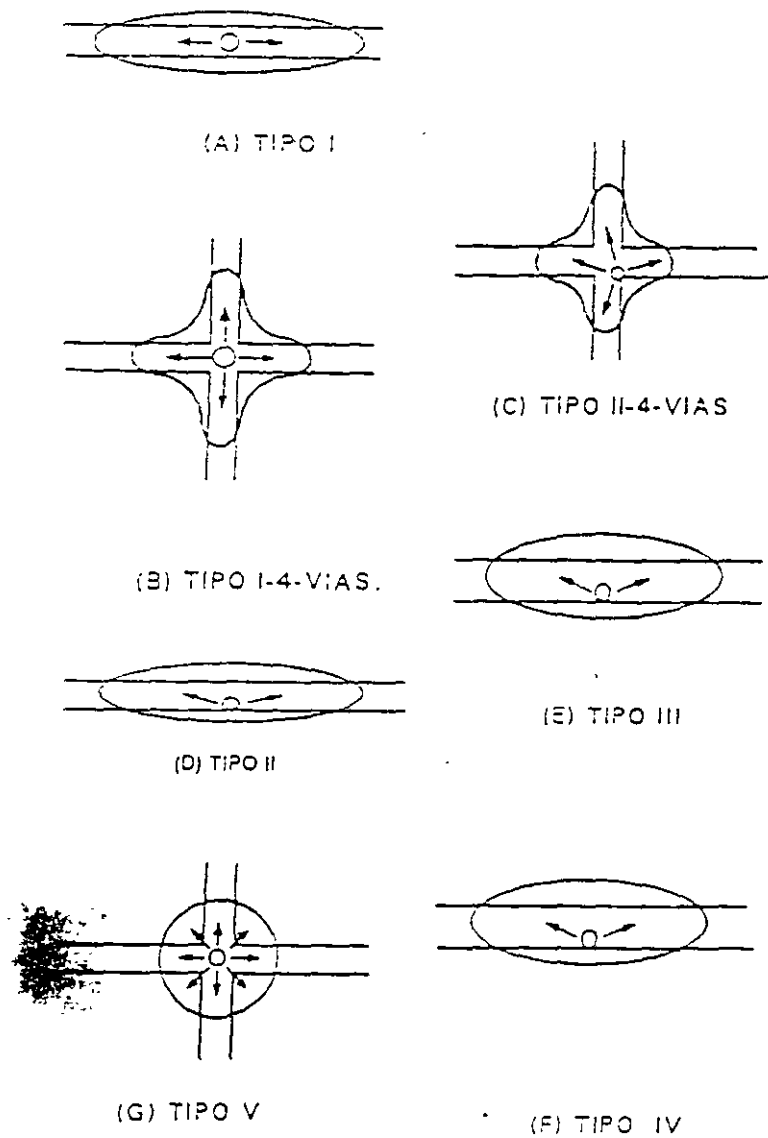 (A) TIPO I
(B) TIPO I-4-VIAS.
(C) TIPO II-4-VIAS
(D) TIPO II
(E) TIPO III
(G) TIPO V
(F) TIPO IV